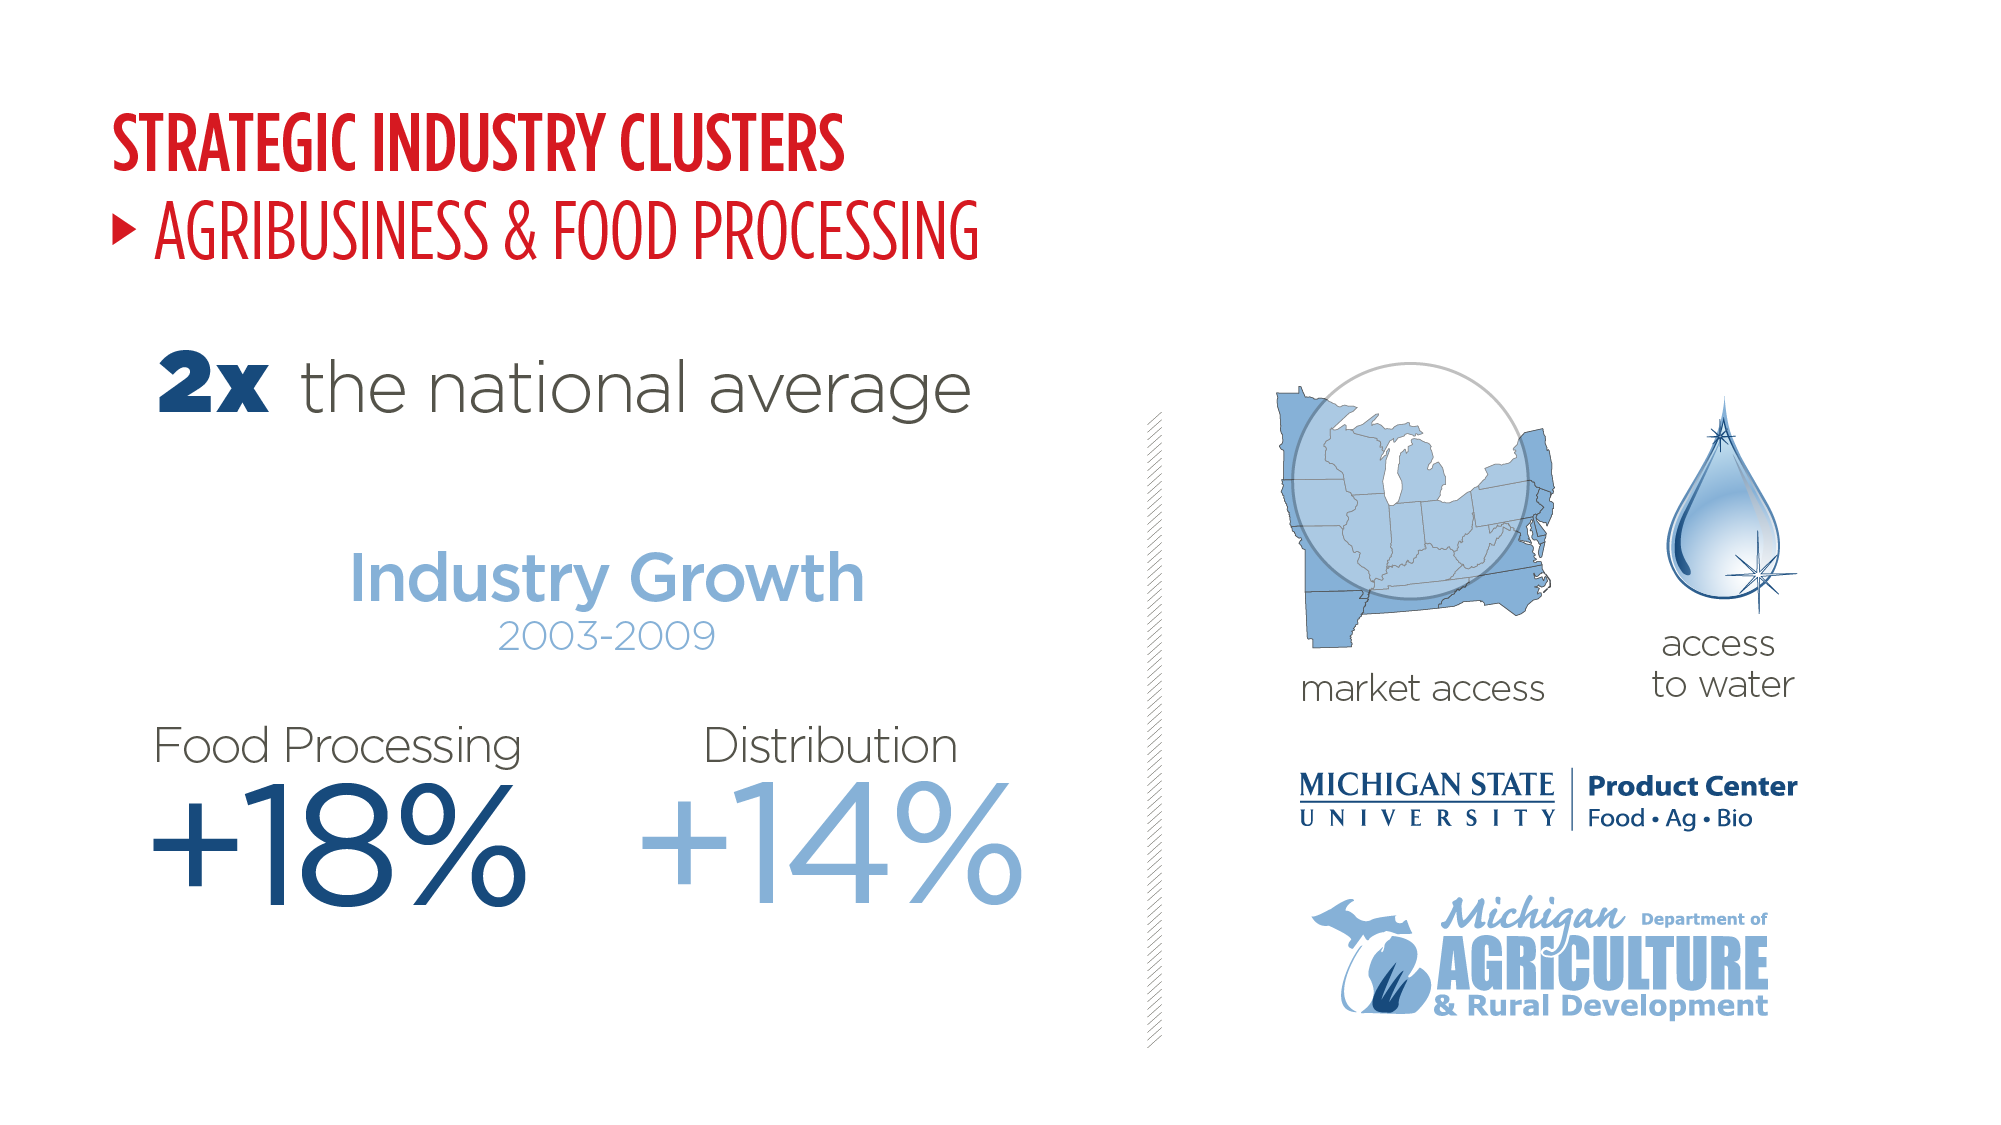 STRATEGIC INDUSTRY CLUSTERS
AGRIBUSINESS & FOOD PROCESSING
2x the national average
Industry Growth
2003-2009
Food Processing
+18%
Distribution
+14%
market access
access
to water
MICHIGAN STATE
UNIVERSITY
Product Center
Food • Ag • Bio
Michigan Department of
AGRICULTURE
& Rural Development